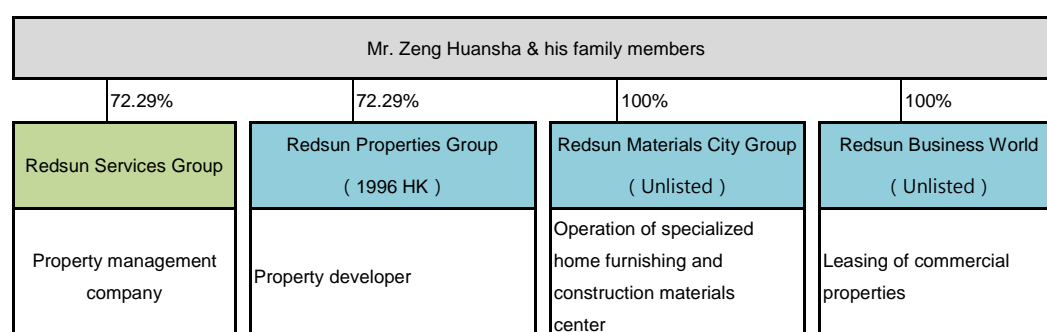 Mr. Zeng Huansha & his family members
72.29%
72.29%
100%
100%
Redsun Services Group
Redsun Properties Group
( 1996 HK )
Redsun Materials City Group
( Unlisted )
Redsun Business World
( Unlisted )
Property management
company
Property developer
Operation of specialized
home furnishing and
construction materials
center
Leasing of commercial
properties